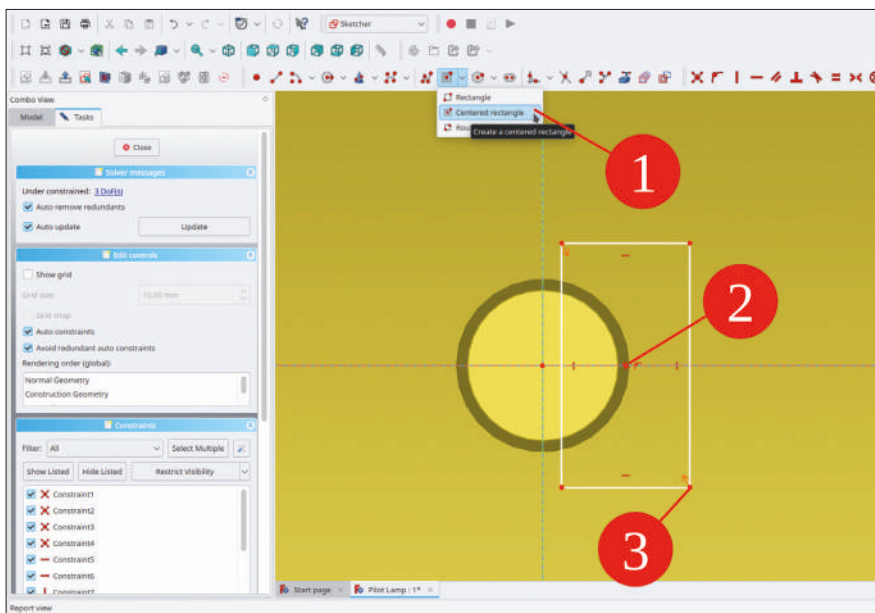 Sketcher
Combo View
Model Tasks
Rectangle
Centered rectangle
Rou
Create a centered rectangle
Close
1
Solver messages
Under constrained: 3 DoF(s)
Auto remove redundants
Auto update Update
Edit controls
Show grid
Grid size: 10,00 mm
Grid snap
2
Auto constraints
Avoid redundant auto constraints
Rendering order (global):
Normal Geometry
Construction Geometry
Constraints
Filter: All Select Multiple
Show Listed Hide Listed Restrict Visibility
Constraint1
Constraint2
Constraint3
Constraint4
Constraint5
Constraint6
Constraint7
3
Start page Pilot Lamp : 1*
Report view